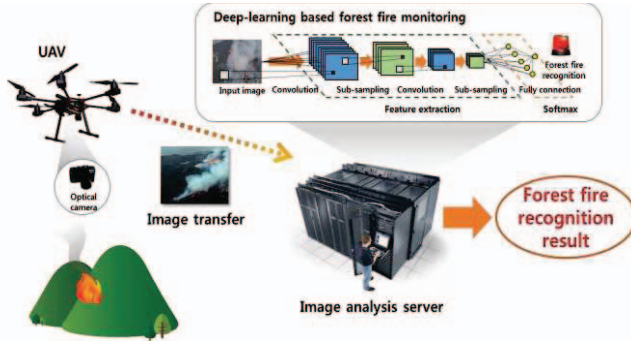 Deep-learning based forest fire monitoring
UAV
Input image
Convolution
Sub-sampling
Convolution
Sub-sampling
Fully connection
Forest fire
recognition
Feature extraction
Softmax
Optical
camera
Image transfer
Forest fire
recognition
result
Image analysis server